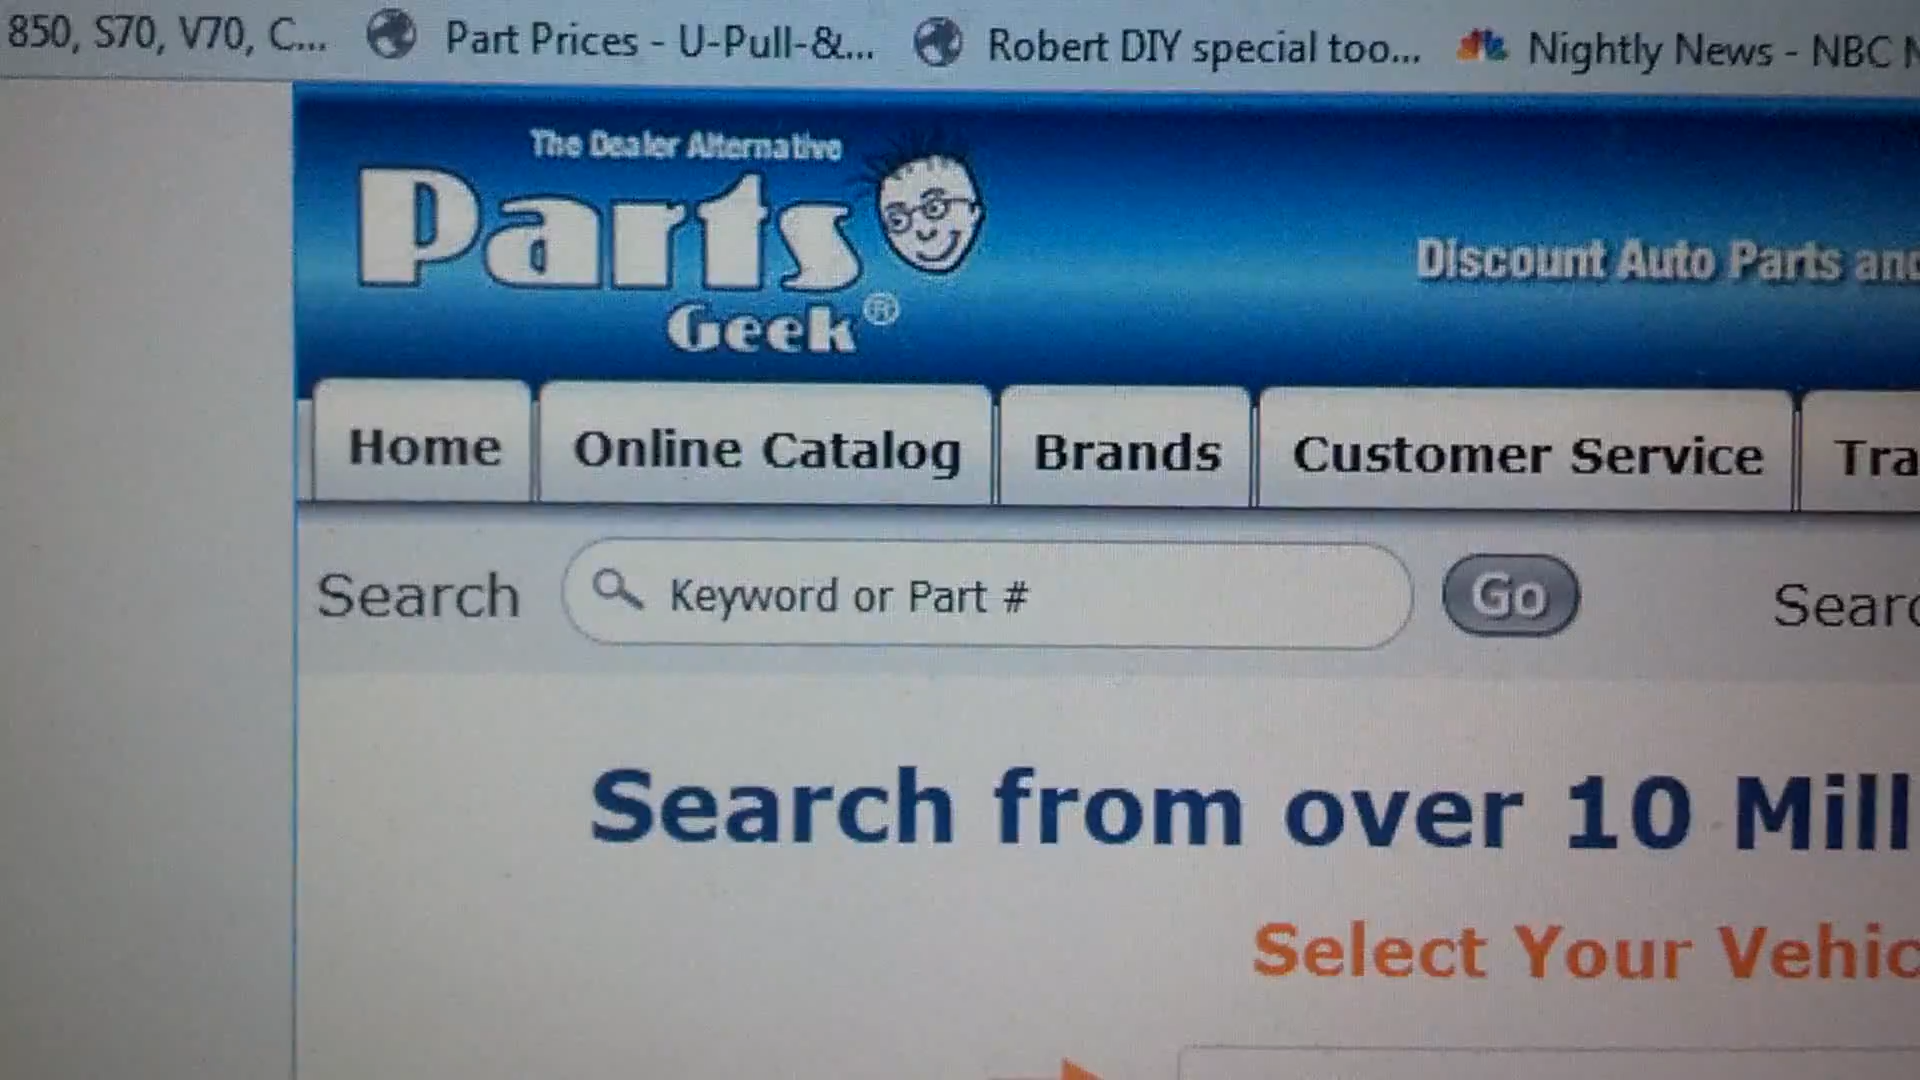 850, S70, V70, C... Part Prices - U-Pull-&... Robert DIY special too... Nightly News - NBC N
The Dealer Alternative
Parts
Geek®
Discount Auto Parts and
Home Online Catalog Brands Customer Service Tra
Search Keyword or Part # Go Searc
Search from over 10 Mill
Select Your Vehic